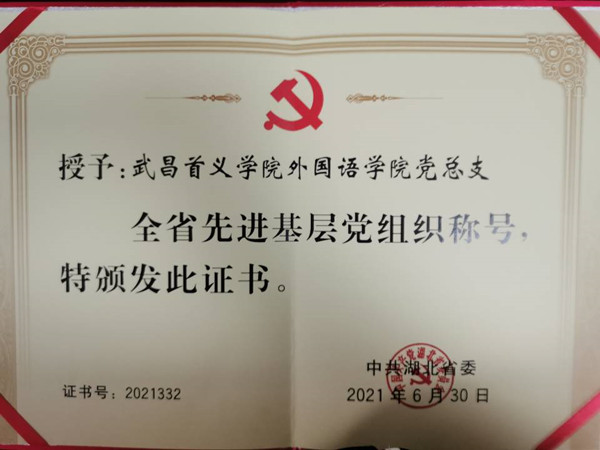 授予：武昌首义学院外国语学院党总支
全省先进基层党组织称号，
特颁发此证书。
中共湖北省委
证书号：2021332
2021年6月30日